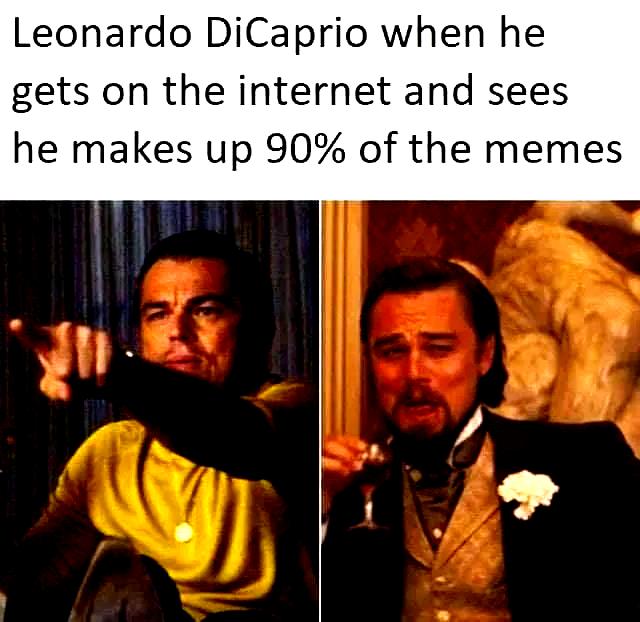 Leonardo DiCaprio when he
gets on the internet and sees
he makes up 90% of the memes